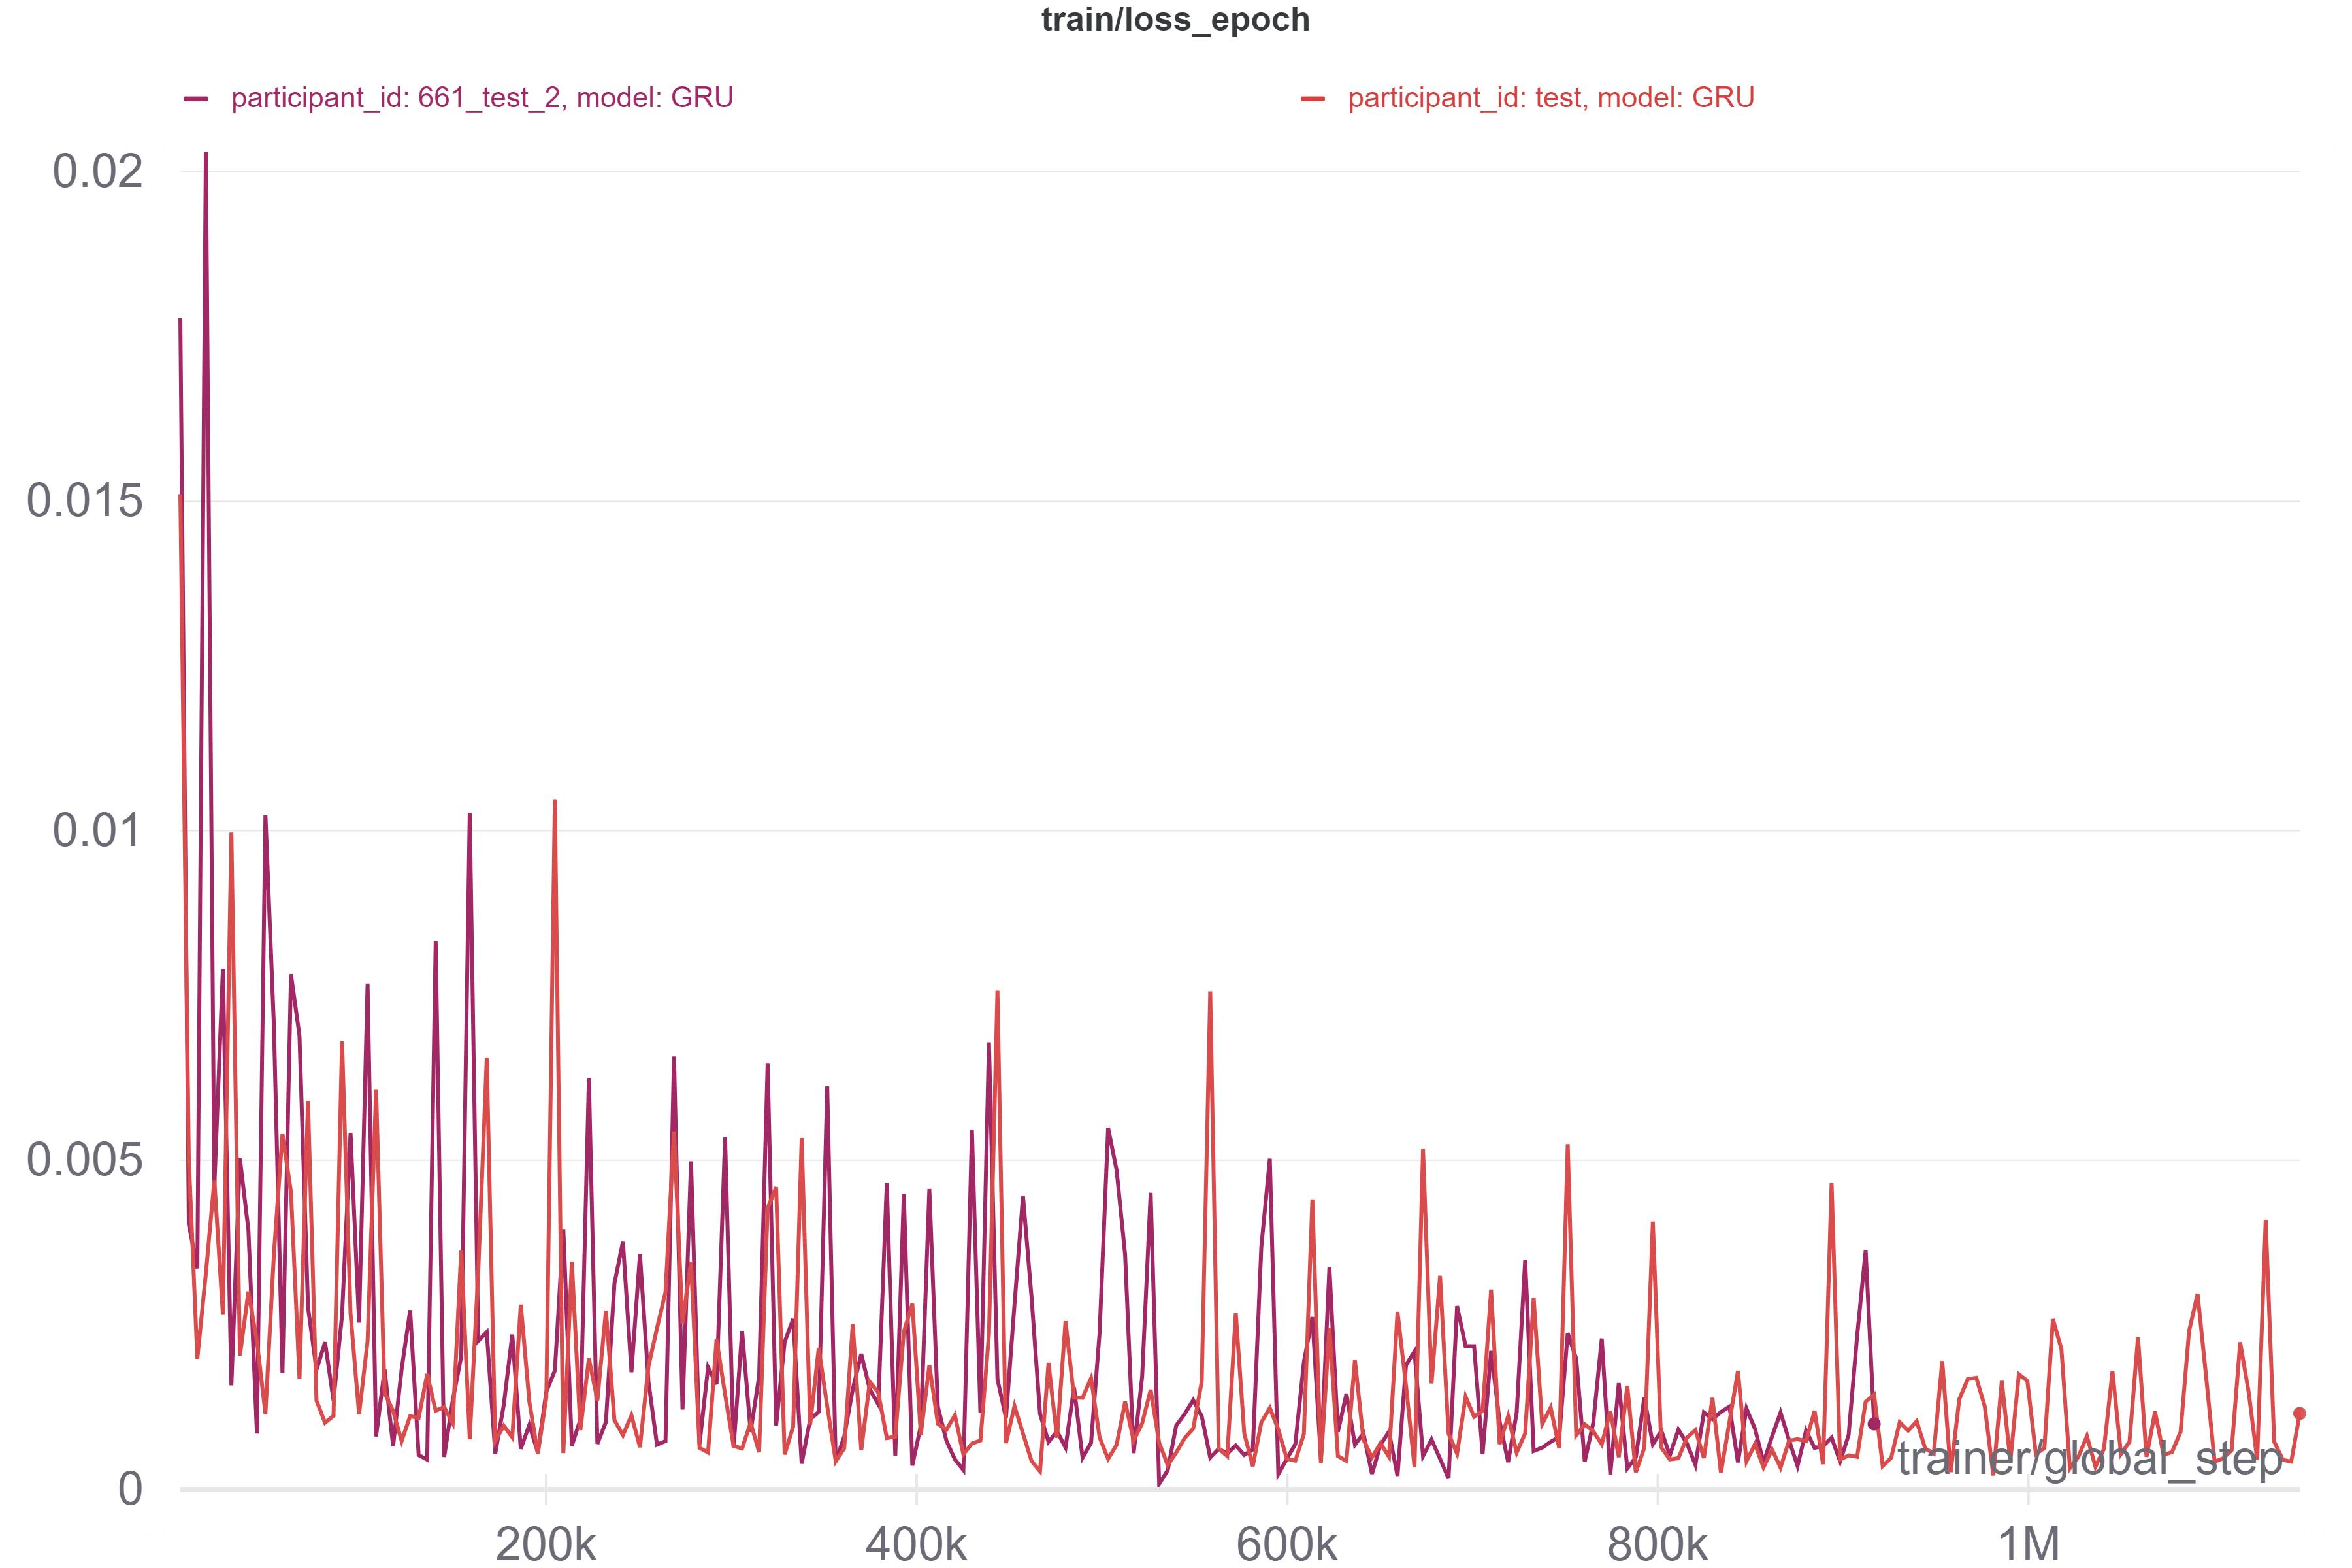 train/loss_epoch
participant_id: 661_test_2, model: GRU
participant_id: test, model: GRU
0.02
0.015
0.01
0.005
0
trainer/global_step
200k
400k
600k
800k
1M